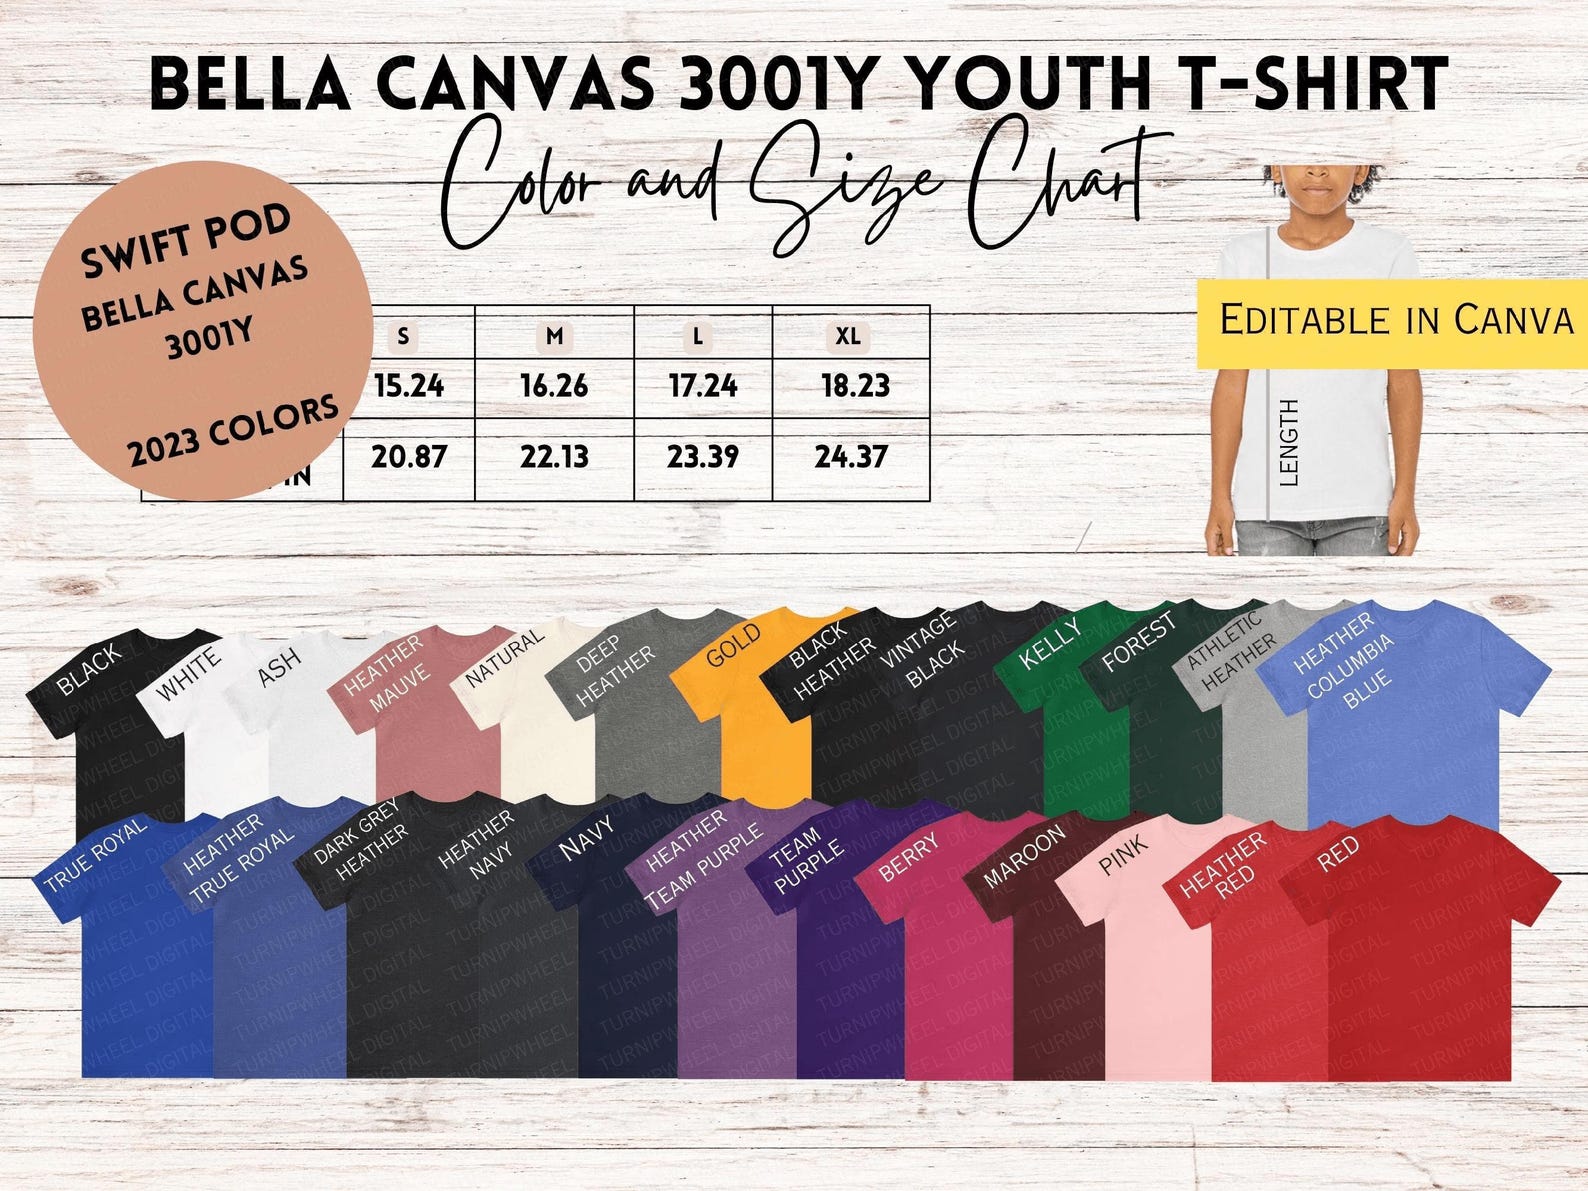 BELLA CANVAS 3001Y YOUTH T-SHIRT
Color and Size Chart
SWIFT POD
BELLA CANVAS
3001Y
2023 COLORS
S M L XL
15.24 16.26 17.24 18.23
20.87 22.13 23.39 24.37
IN
EDITABLE IN CANVA
LENGTH
BLACK
WHITE
ASH
HEATHER
MAUVE
NATURAL
DEEP
HEATHER
GOLD
BLACK
HEATHER
VINTAGE
BLACK
KELLY
FOREST
ATHLETIC
HEATHER
HEATHER
COLUMBIA
BLUE
TRUE ROYAL
HEATHER
TRUE ROYAL
DARK GREY
HEATHER
HEATHER
NAVY
NAVY
HEATHER
TEAM PURPLE
TEAM
PURPLE
BERRY
MAROON
PINK
HEATHER
RED
RED
TURNIPWHEEL DIGITAL